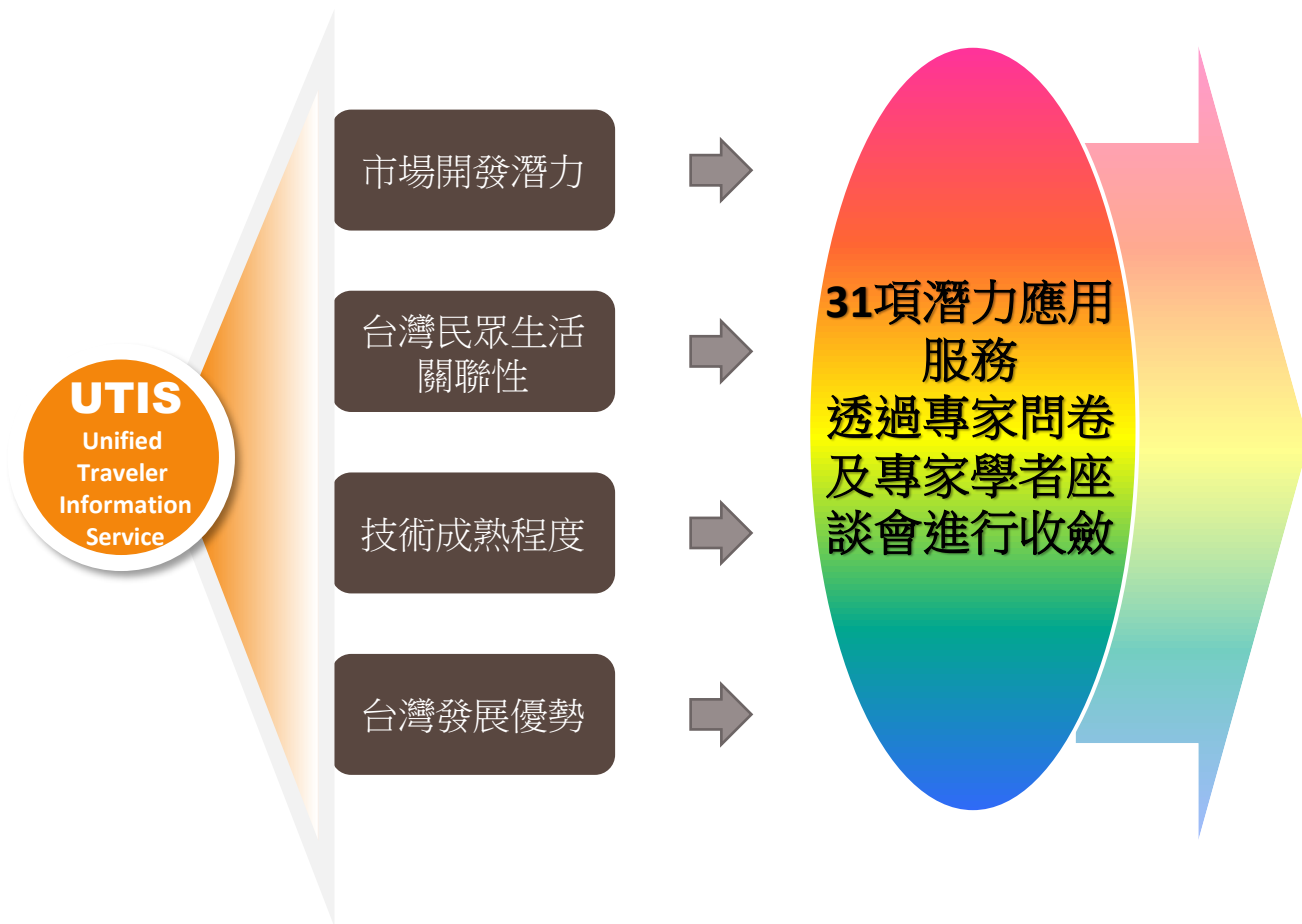 UTIS
Unified
Traveler
Information
Service
市場開發潛力
台灣民眾生活
關聯性
技術成熟程度
台灣發展優勢
31項潛力應用
服務
透過專家問卷
及專家學者座
談會進行收斂